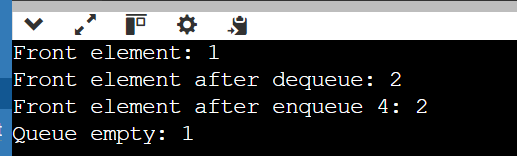 Front element: 1
Front element after dequeue: 2
Front element after enqueue 4: 2
Queue empty: 1